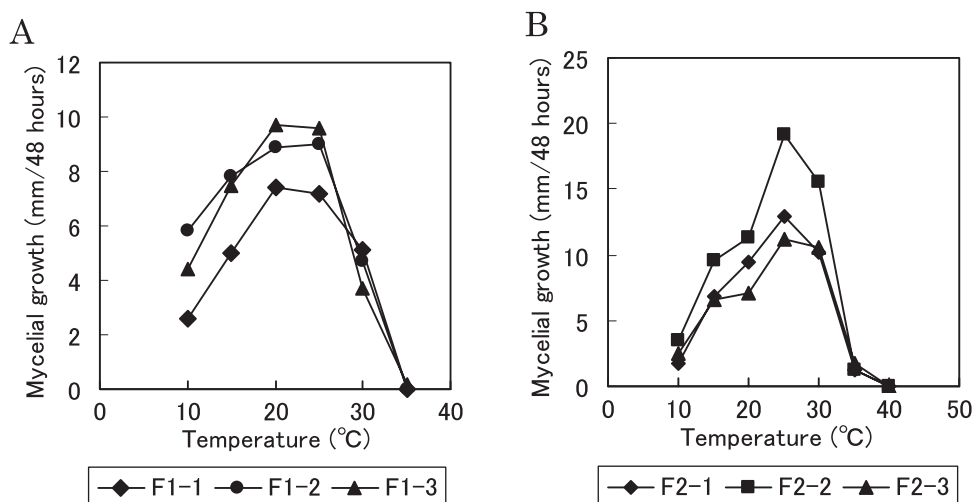 A
Mycelial growth (mm/48 hours)
12
10
8
6
4
2
0
0 10 20 30 40
Temperature (℃)
F1-1 F1-2 F1-3
B
Mycelial growth (mm/48 hours)
25
20
15
10
5
0
0 10 20 30 40 50
Temperature (℃)
F2-1 F2-2 F2-3